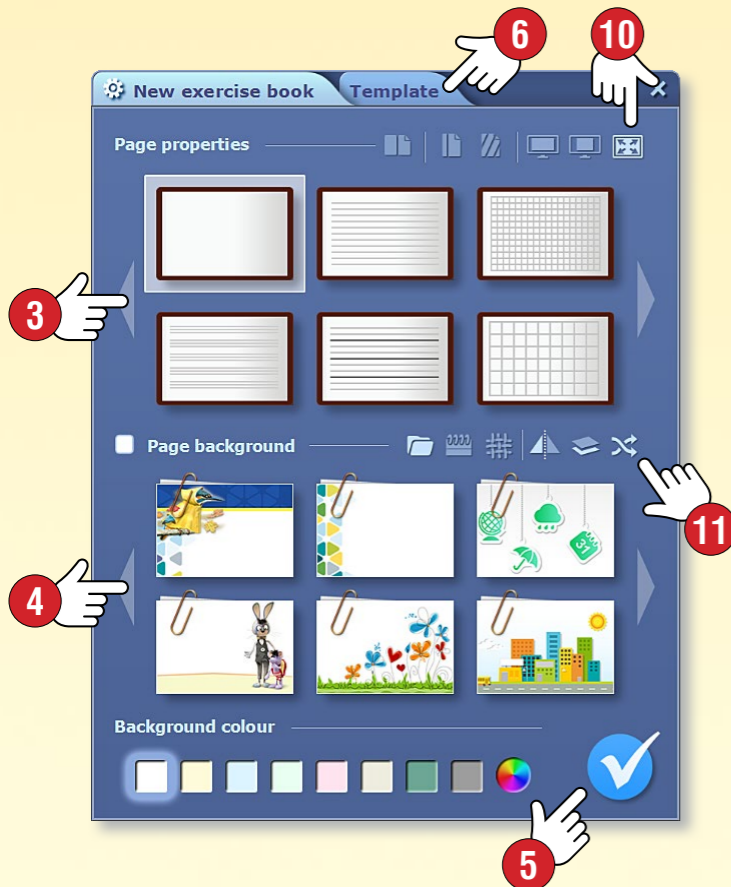 6
10
New exercise book
Template
Page properties
3
31
Page background
11
4
Background colour
5